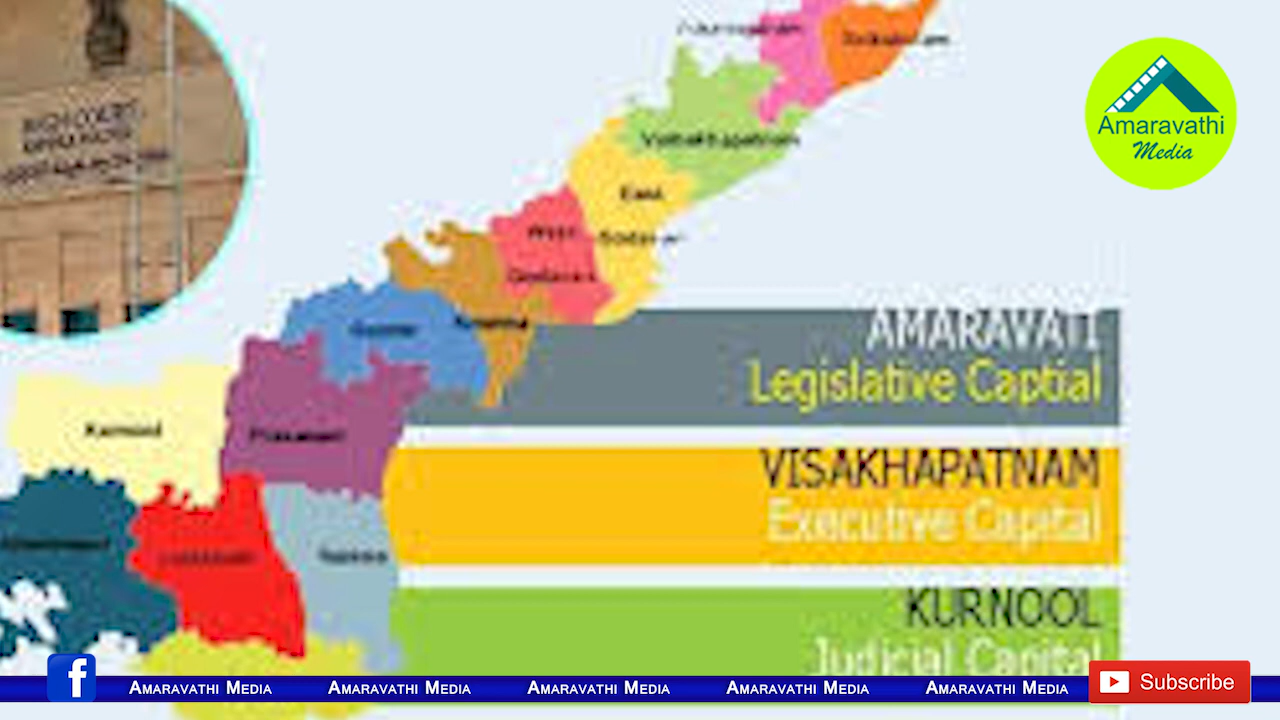 Amaravathi
Media
Visakhapatnam
East
West
Godavari
Krishna
Guntur
Kurnool
Prakasam
Nellore
AMARAVATI
Legislative Captial
VISAKHAPATNAM
Executive Capital
KURNOOL
Judicial Capital
AMARAVATHI MEDIA AMARAVATHI MEDIA AMARAVATHI MEDIA AMARAVATHI MEDIA AMARAVATHI MEDIA
f
Subscribe